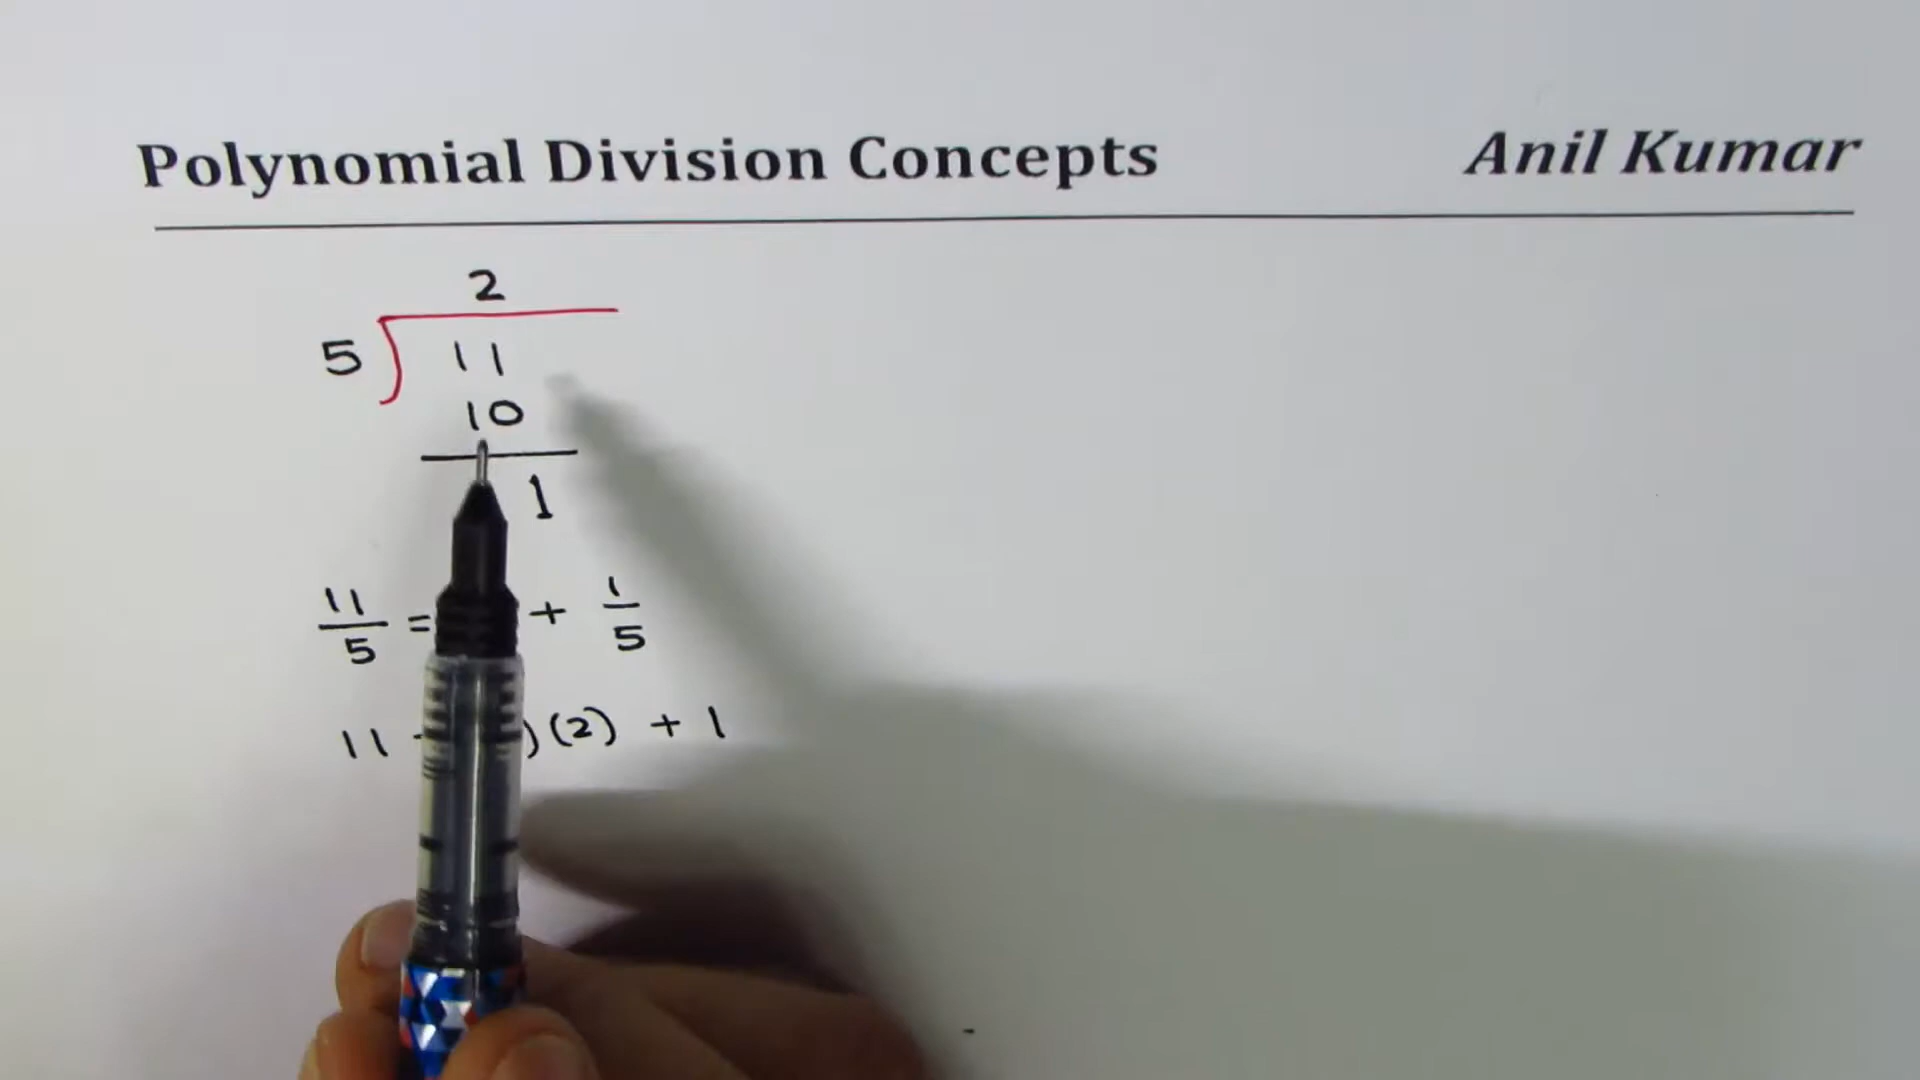 Polynomial Division Concepts Anil Kumar
2
5 11
10
1
11/5 = + 1/5
11 )(2) + 1